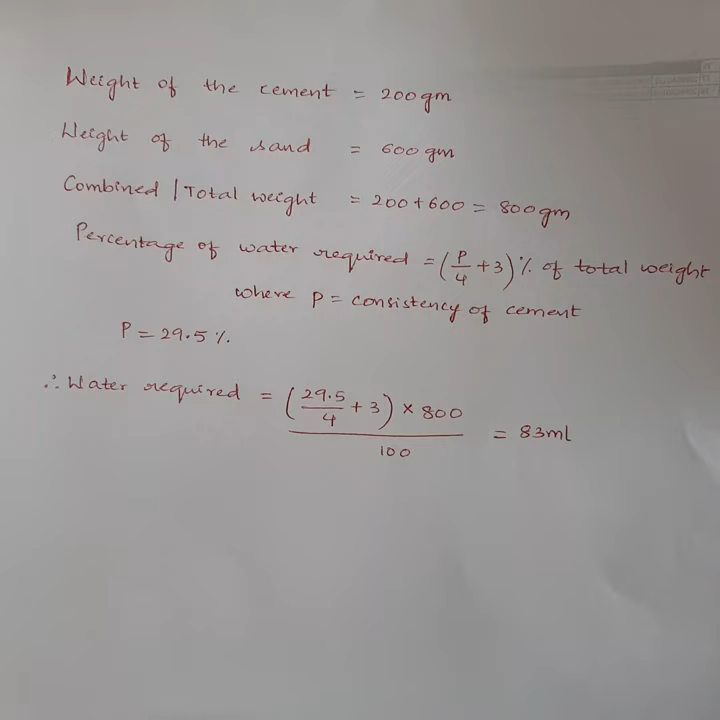 Weight of the cement = 200gm
Weight of the sand = 600gm
Combined / Total weight = 200+600 = 800gm
Percentage of water required = (P/4 +3)% of total weight
where P = consistency of cement
P = 29.5%.
∴ Water required = (29.5/4 + 3) × 800 / 100 = 83ml